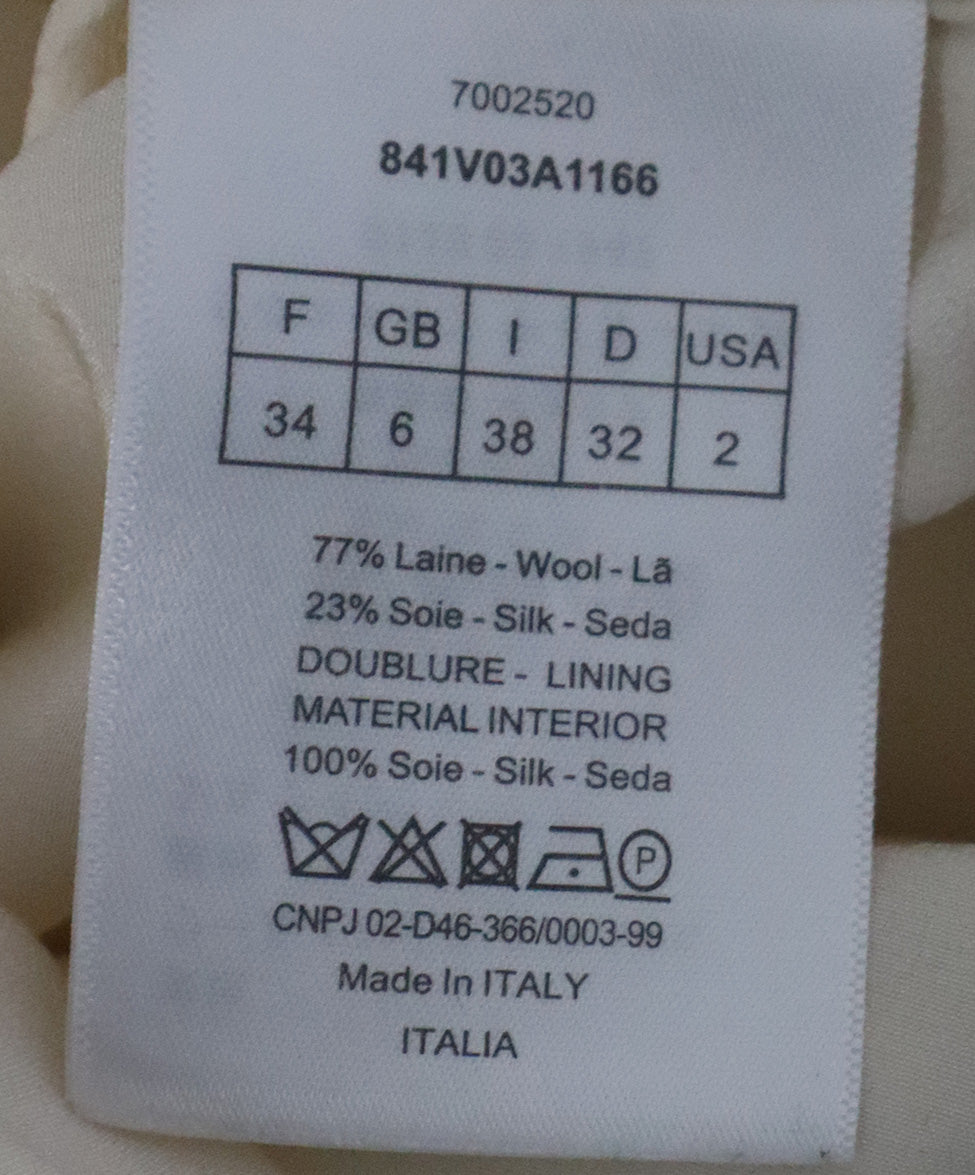 7002520
841V03A1166
F GB I D USA
34 6 38 32 2
77% Laine - Wool - Lã
23% Soie - Silk - Seda
DOUBLURE - LINING
MATERIAL INTERIOR
100% Soie - Silk - Seda
P
CNPJ 02-D46-366/0003-99
Made In ITALY
ITALIA